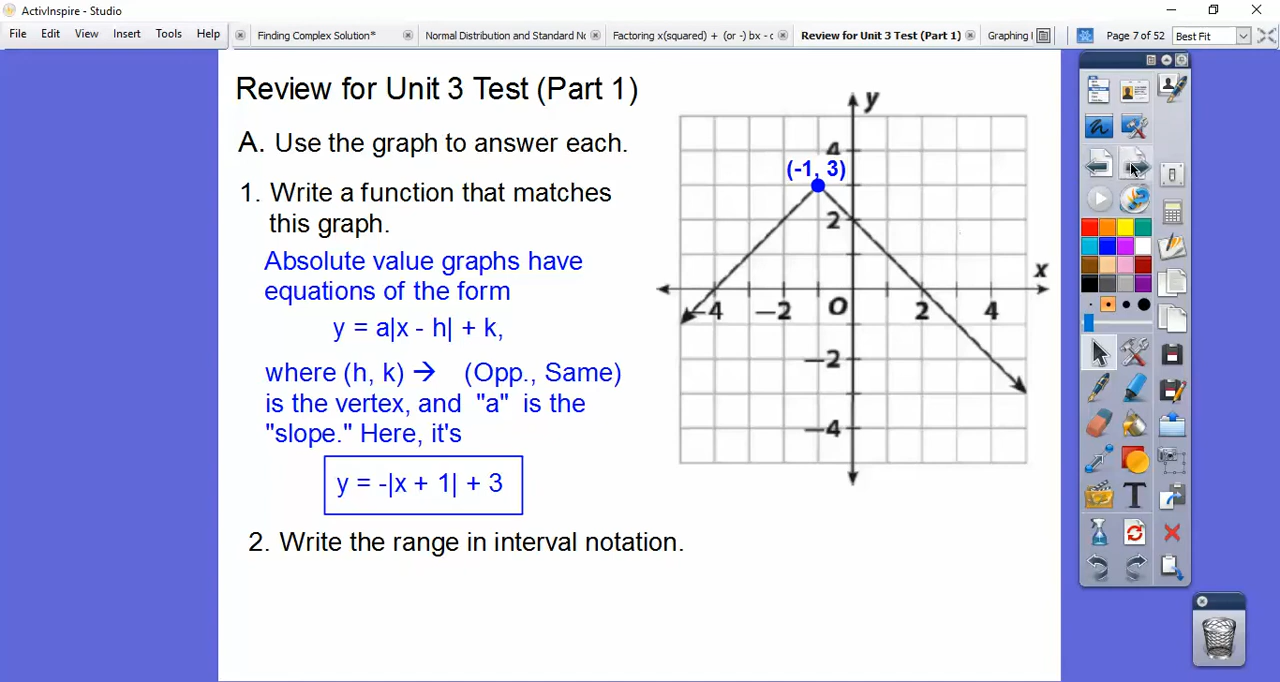 ActivInspire - Studio
File Edit View Insert Tools Help
Finding Complex Solution* Normal Distribution and Standard Nc Factoring x(squared) + (or -) bx - c Review for Unit 3 Test (Part 1) Graphing I Page 7 of 52 Best Fit
Review for Unit 3 Test (Part 1)
A. Use the graph to answer each.
1. Write a function that matches
this graph.
Absolute value graphs have
equations of the form
y = a|x - h| + k,
where (h, k) → (Opp., Same)
is the vertex, and "a" is the
"slope." Here, it's
y = -|x + 1| + 3
2. Write the range in interval notation.
y
4
(-1, 3)
2
x
-4 -2 O 2 4
-2
-4
T